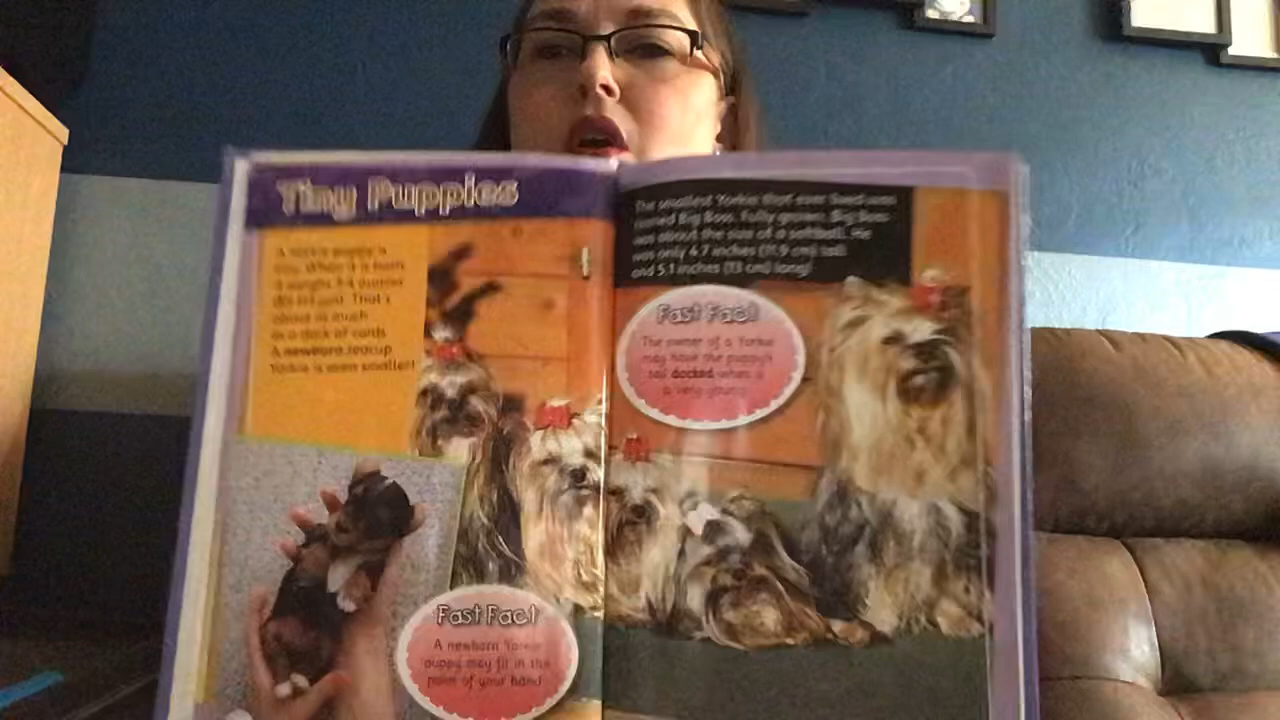 Tiny Puppies
A Yorkie puppy is
tiny. When it is born,
it weighs 3-4 ounces
That's
about as much
as a deck of cards.
A newborn teacup
Yorkie is even smaller!
Fast Fact
A newborn Yorkie
puppy may fit in the
palm of your hand.
The smallest Yorkie that ever lived was
named Big Boss. Fully grown, Big Boss
was about the size of a softball. He
was only 4.7 inches (11.9 cm) tall
and 5.1 inches (13 cm) long!
Fast Fact
The owner of a Yorkie
may have the puppy's
tail docked when it
is very young.